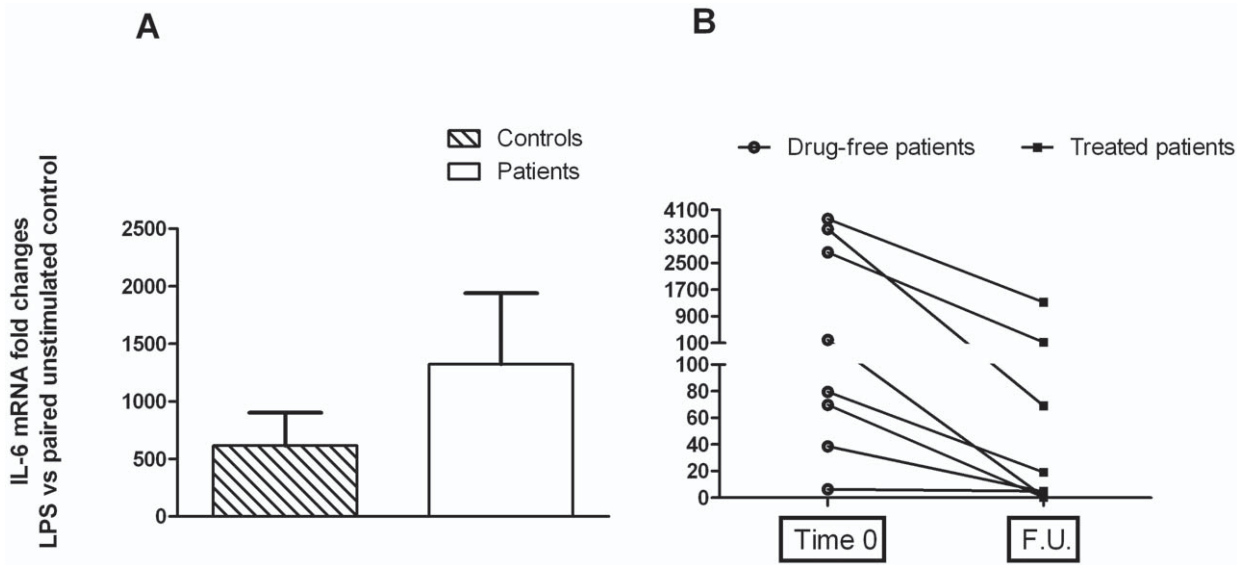 A
B
Controls
Patients
Drug-free patients
Treated patients
IL-6 mRNA fold changes
LPS vs paired unstimulated control
2500
2000
1500
1000
500
0
4100
3300
2500
1700
900
100
100
80
60
40
20
0
Time 0
F.U.